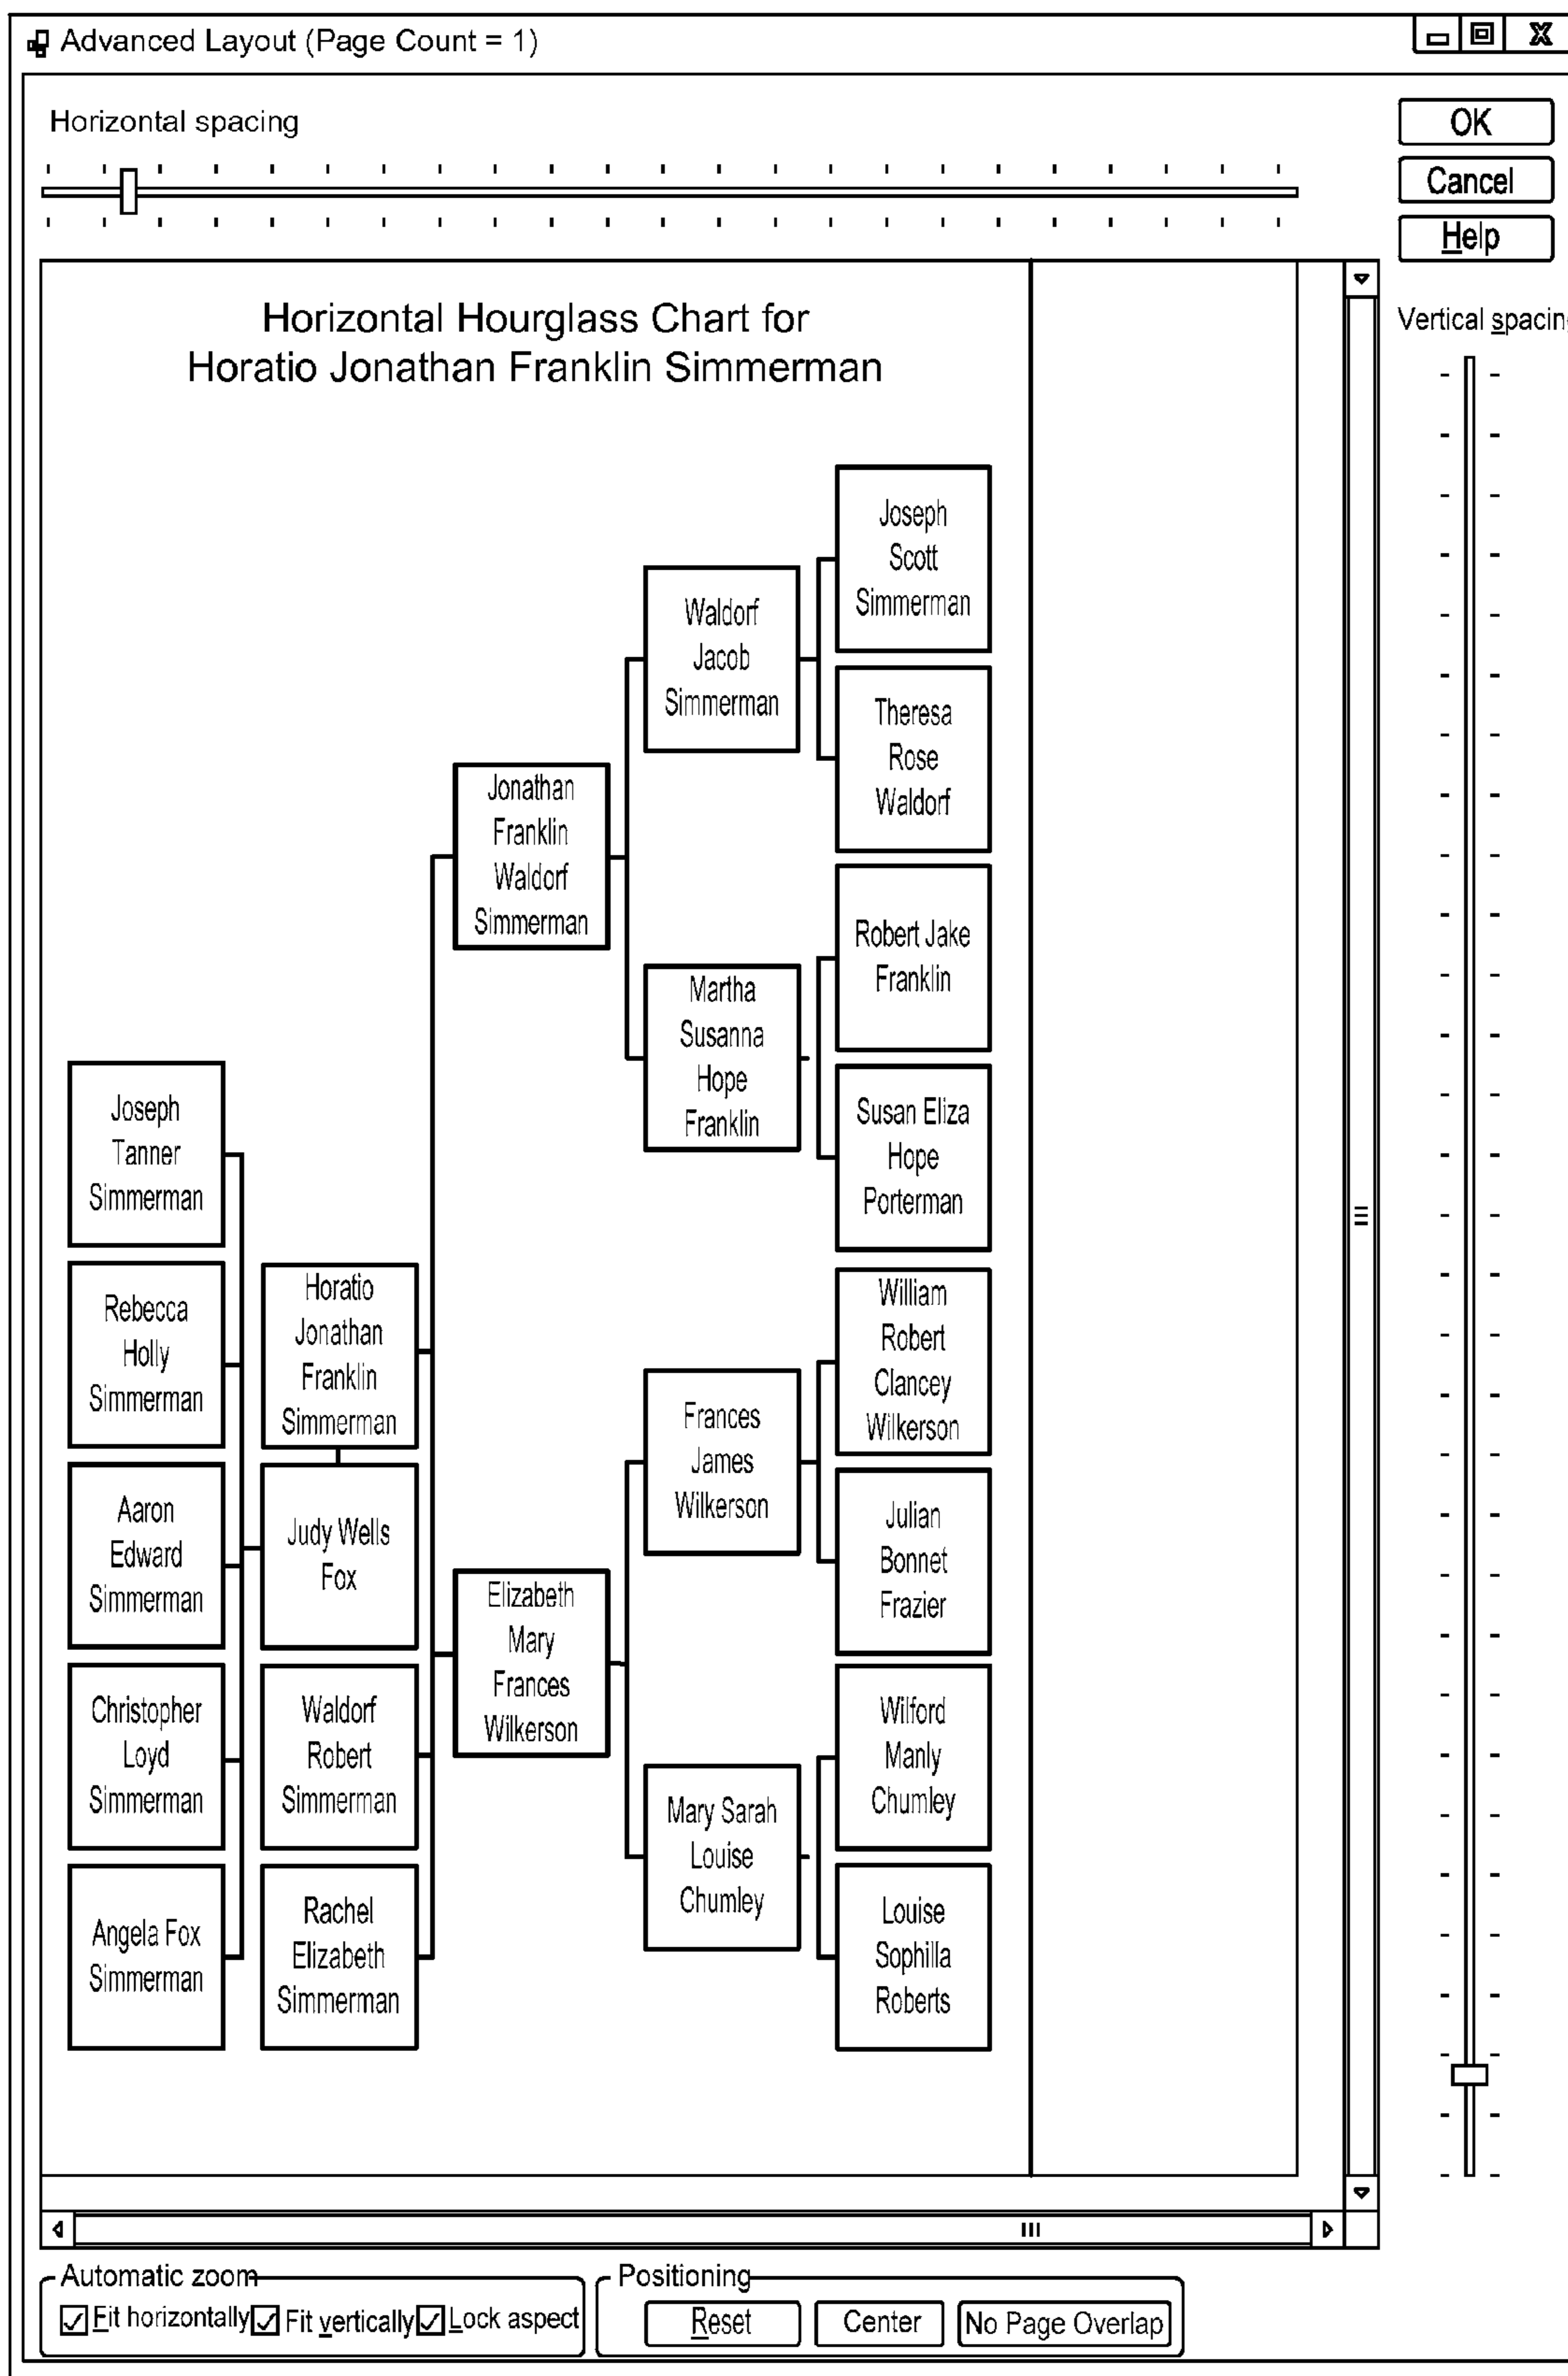 Advanced Layout (Page Count = 1)
X
Horizontal spacing
OK
Cancel
Help
Vertical spacin
Horizontal Hourglass Chart for
Horatio Jonathan Franklin Simmerman
Joseph
Tanner
Simmerman
Rebecca
Holly
Simmerman
Aaron
Edward
Simmerman
Christopher
Loyd
Simmerman
Angela Fox
Simmerman
Horatio
Jonathan
Franklin
Simmerman
Judy Wells
Fox
Waldorf
Robert
Simmerman
Rachel
Elizabeth
Simmerman
Jonathan
Franklin
Waldorf
Simmerman
Elizabeth
Mary
Frances
Wilkerson
Waldorf
Jacob
Simmerman
Martha
Susanna
Hope
Franklin
Frances
James
Wilkerson
Mary Sarah
Louise
Chumley
Joseph
Scott
Simmerman
Theresa
Rose
Waldorf
Robert Jake
Franklin
Susan Eliza
Hope
Porterman
William
Robert
Clancey
Wilkerson
Julian
Bonnet
Frazier
Wilford
Manly
Chumley
Louise
Sophilla
Roberts
Automatic zoom
Fit horizontally Fit vertically Lock aspect
Positioning
Reset Center No Page Overlap